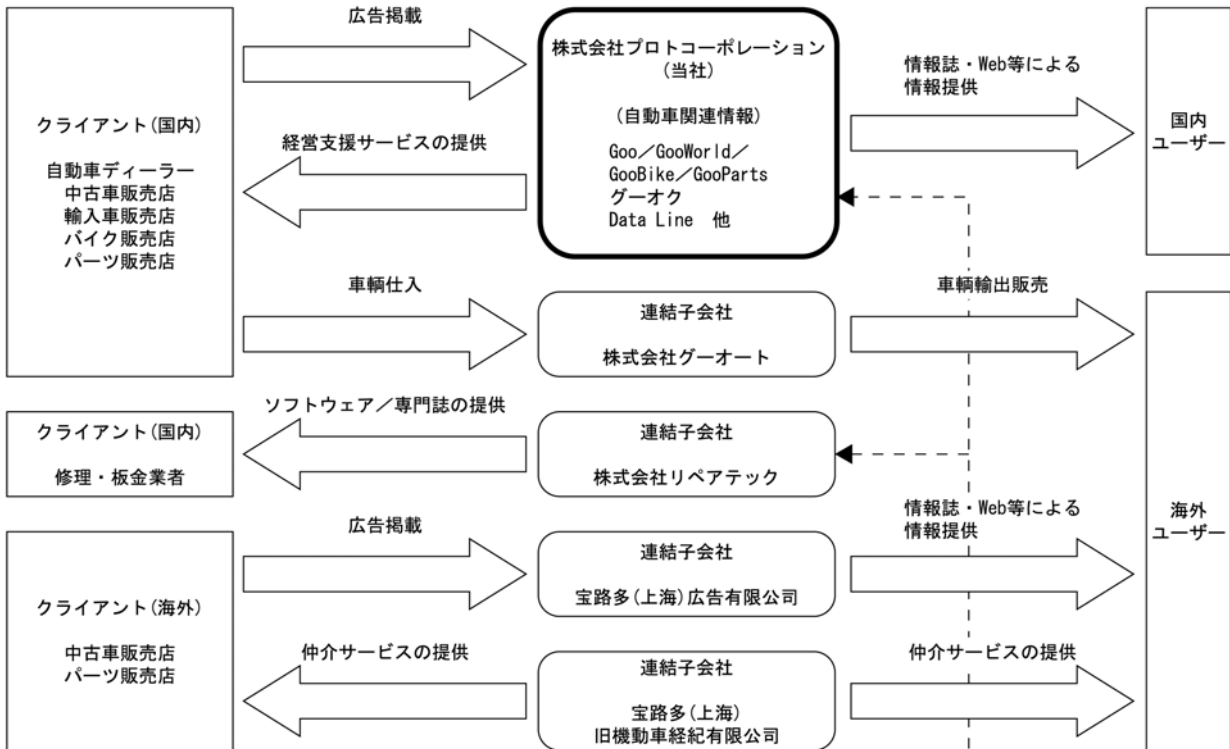 広告掲載
株式会社プロトコーポレーション
(当社)
(自動車関連情報)
Goo／GooWorld／
GooBike／GooParts
グーオク
Data Line 他
情報誌・Web等による
情報提供
国内
ユーザー
クライアント(国内)
自動車ディーラー
中古車販売店
輸入車販売店
バイク販売店
パーツ販売店
経営支援サービスの提供
車輌仕入
連結子会社
株式会社グーオート
車輌輸出販売
クライアント(国内)
修理・板金業者
ソフトウェア／専門誌の提供
連結子会社
株式会社リペアテック
海外
ユーザー
クライアント(海外)
中古車販売店
パーツ販売店
広告掲載
連結子会社
宝路多(上海)広告有限公司
情報誌・Web等による
情報提供
仲介サービスの提供
連結子会社
宝路多(上海)
旧機動車経紀有限公司
仲介サービスの提供